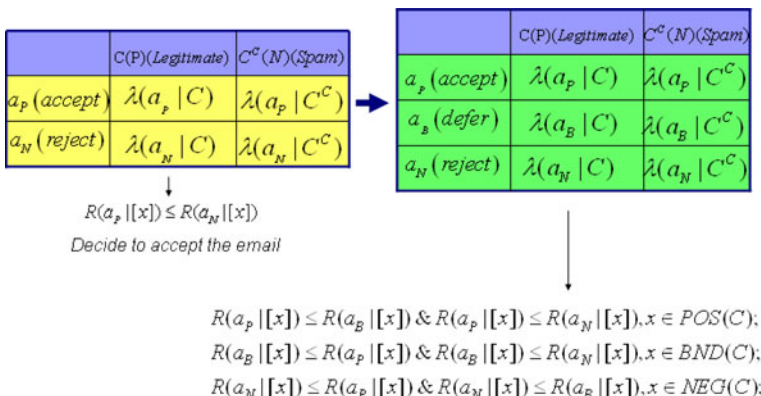 C(P)(Legitimate) C^C(N)(Spam)
a_P(accept) λ(a_P | C) λ(a_P | C^C)
a_N(reject) λ(a_N | C) λ(a_N | C^C)
R(a_P | [x]) ≤ R(a_N | [x])
Decide to accept the email
C(P)(Legitimate) C^C(N)(Spam)
a_P(accept) λ(a_P | C) λ(a_P | C^C)
a_B(defer) λ(a_B | C) λ(a_B | C^C)
a_N(reject) λ(a_N | C) λ(a_N | C^C)
R(a_P | [x]) ≤ R(a_B | [x]) & R(a_P | [x]) ≤ R(a_N | [x]), x ∈ POS(C);
R(a_B | [x]) ≤ R(a_P | [x]) & R(a_B | [x]) ≤ R(a_N | [x]), x ∈ BND(C);
R(a_N | [x]) ≤ R(a_P | [x]) & R(a_N | [x]) ≤ R(a_B | [x]), x ∈ NEG(C);